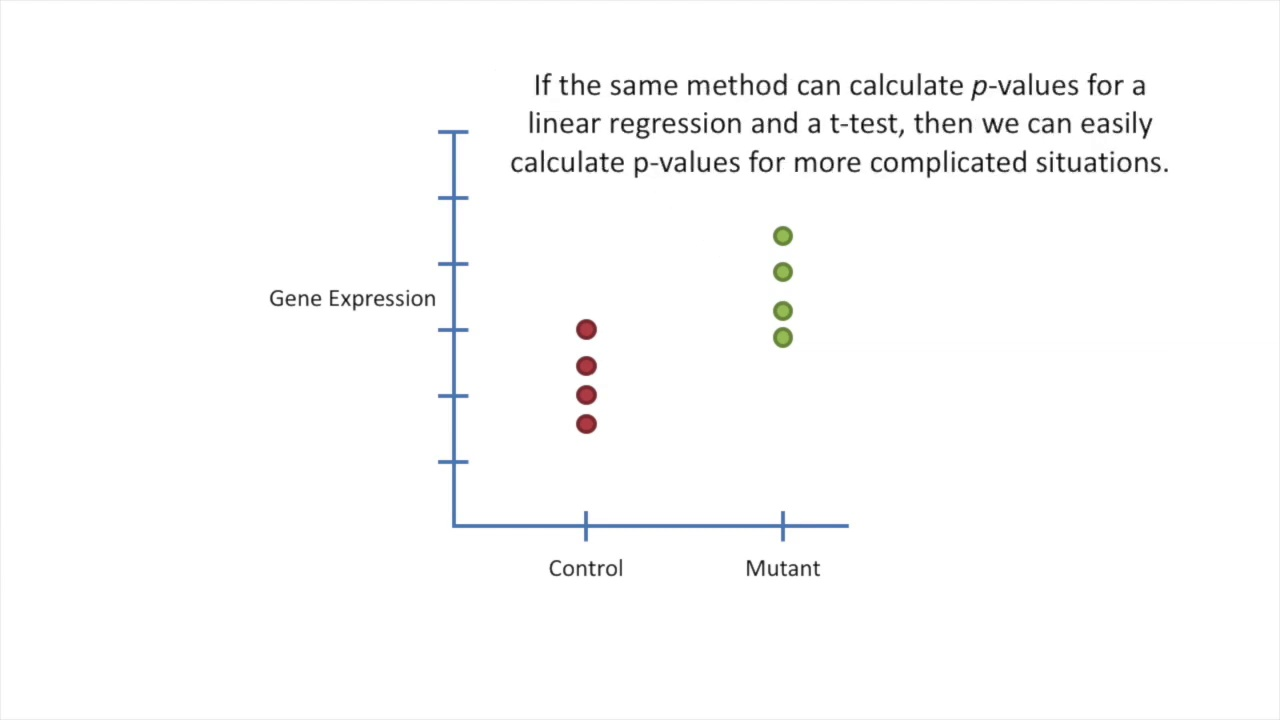 If the same method can calculate p-values for a
linear regression and a t-test, then we can easily
calculate p-values for more complicated situations.
Gene Expression
Control
Mutant